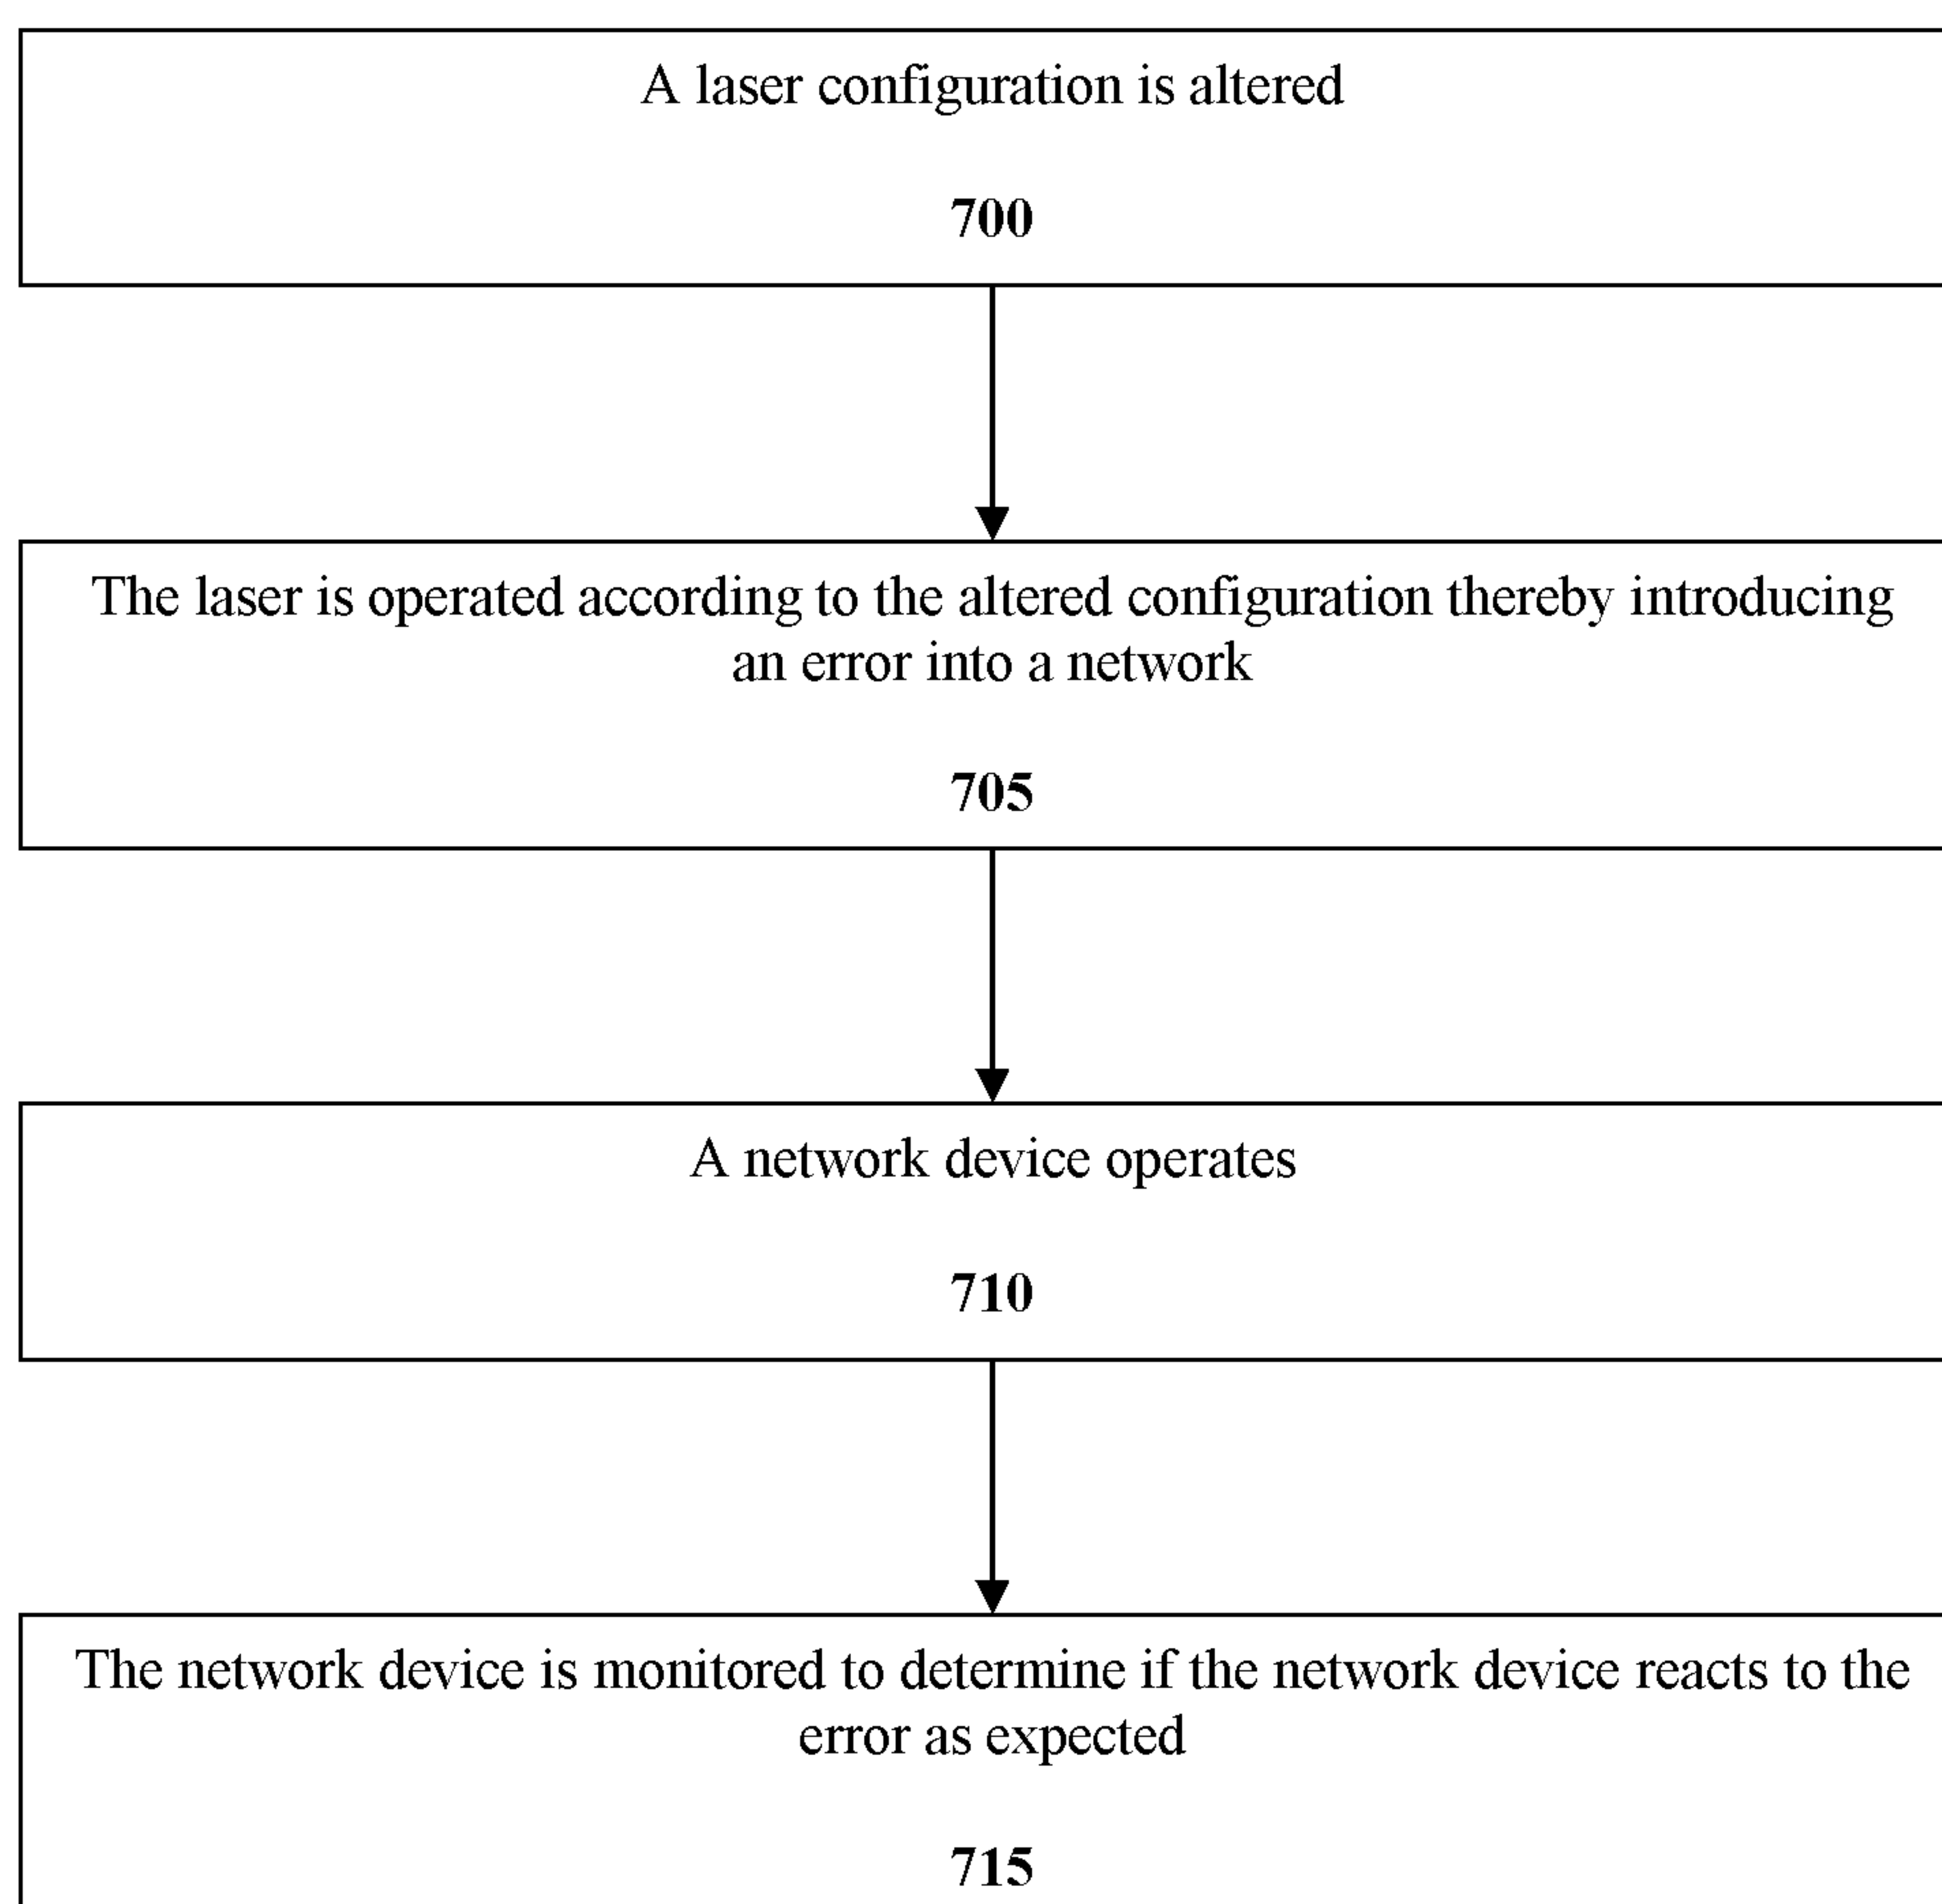 A laser configuration is altered
700
The laser is operated according to the altered configuration thereby introducing
an error into a network
705
A network device operates
710
The network device is monitored to determine if the network device reacts to the
error as expected
715